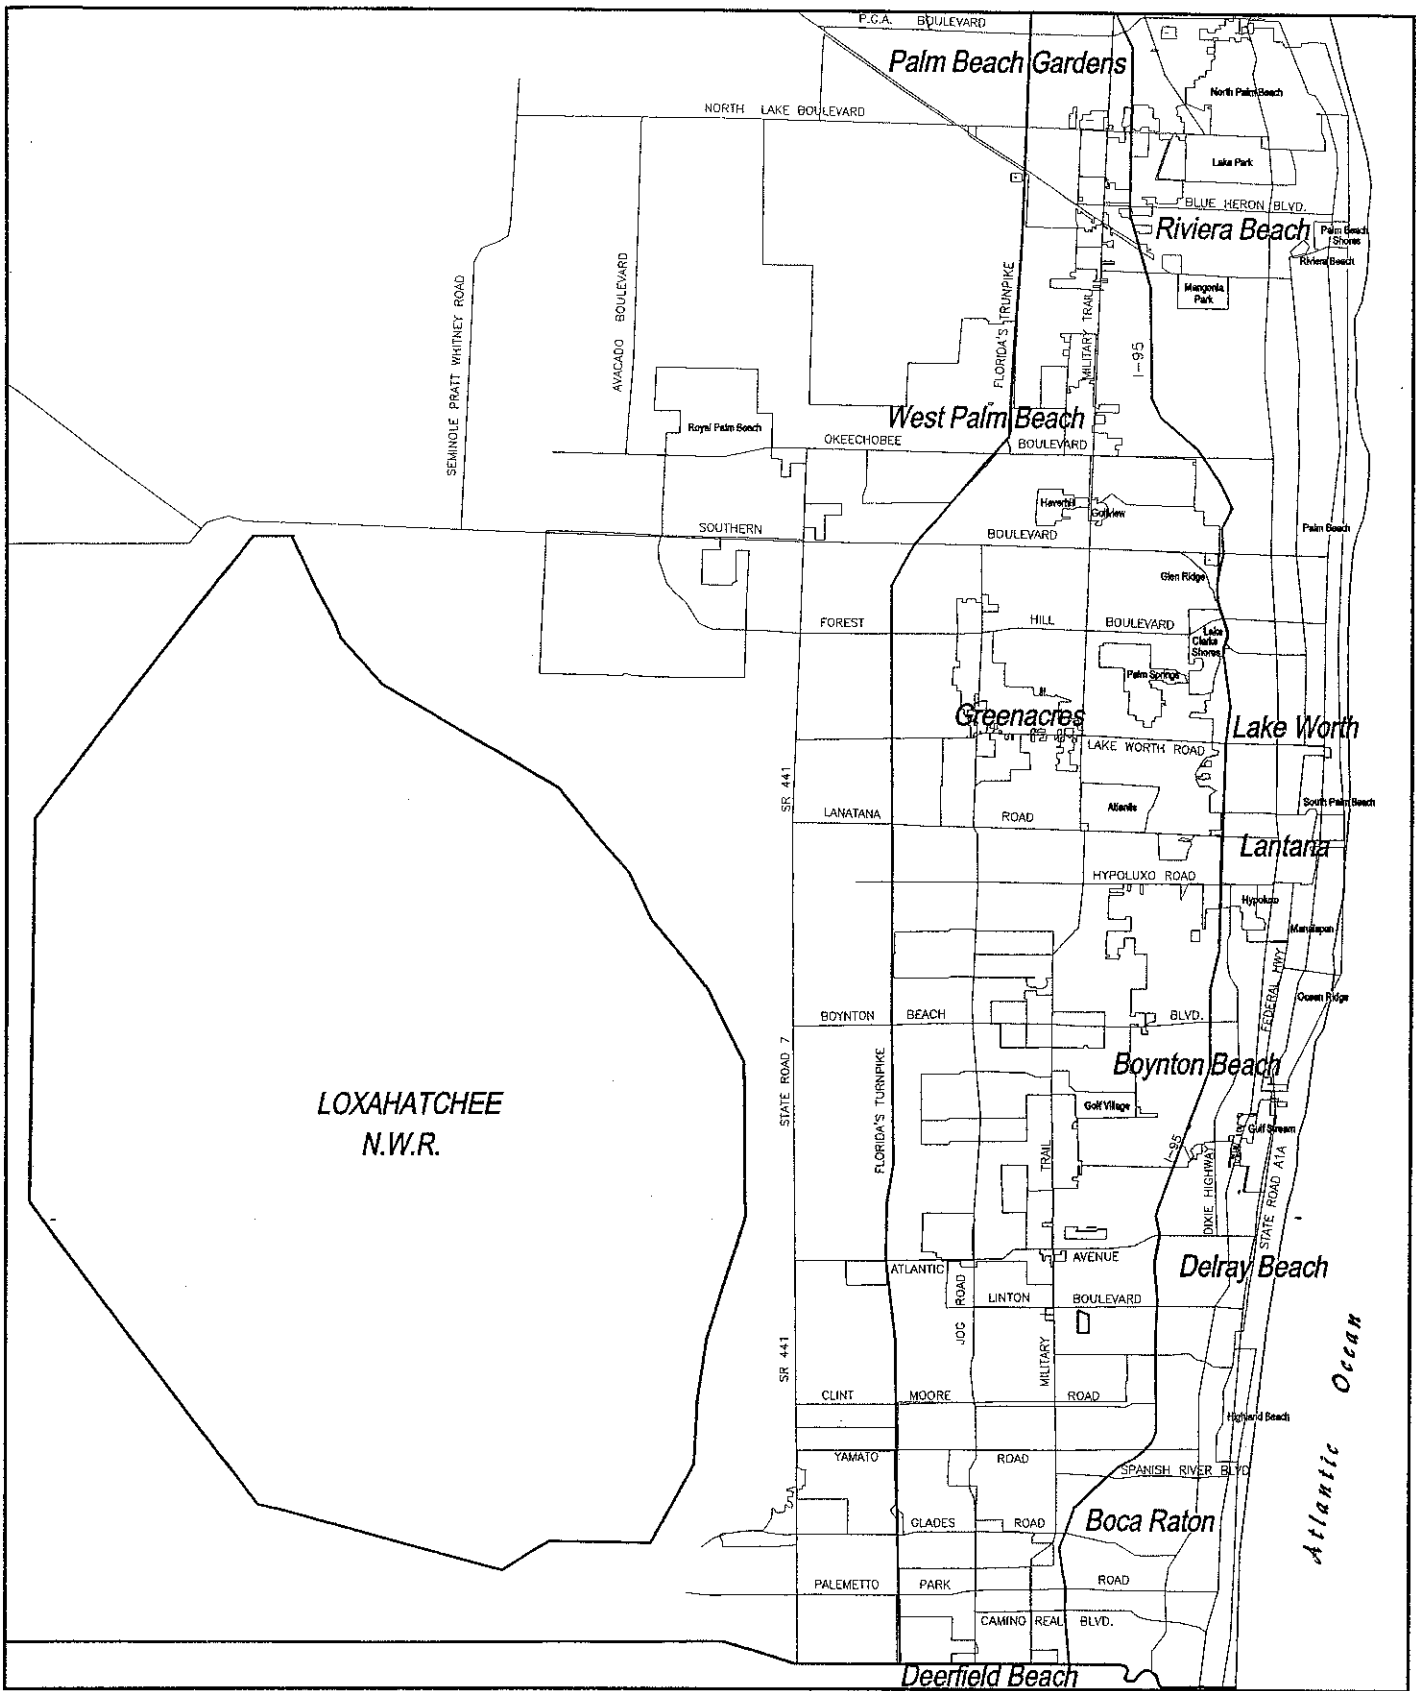 P.G.A. BOULEVARD
Palm Beach Gardens
North Palm Beach
NORTH LAKE BOULEVARD
Lake Park
BLUE HERON BLVD.
Riviera Beach
Palm Beach
Shores
Riviera Beach
Mangonia
Park
SEMINOLE PRATT WHITNEY ROAD
AVACADO BOULEVARD
FLORIDA'S TRUNPIKE
MILITARY TRAIL
I-95
West Palm Beach
Royal Palm Beach
OKEECHOBEE BOULEVARD
Haverhill
Golfview
SOUTHERN BOULEVARD
Palm Beach
Glen Ridge
FOREST HILL BOULEVARD
Lake
Clarke
Shores
Palm Springs
Greenacres
Lake Worth
LAKE WORTH ROAD
SR 441
LANATANA ROAD
Atlantis
South Palm Beach
Lantana
HYPOLUXO ROAD
Hypoluxo
Manalapan
FEDERAL HWY
Ocean Ridge
BOYNTON BEACH BLVD.
STATE ROAD 7
FLORIDA'S TURNPIKE
Boynton Beach
LOXAHATCHEE
N.W.R.
Golf Village
Gulf Stream
TRAIL
I-95
DIXIE HIGHWAY
STATE ROAD A1A
ATLANTIC AVENUE
Delray Beach
JOG ROAD
LINTON BOULEVARD
SR 441
MILITARY
CLINT MOORE ROAD
Highland Beach
Atlantic Ocean
YAMATO ROAD
SPANISH RIVER BLVD
GLADES ROAD
Boca Raton
PALEMETTO PARK ROAD
CAMINO REAL BLVD.
Deerfield Beach